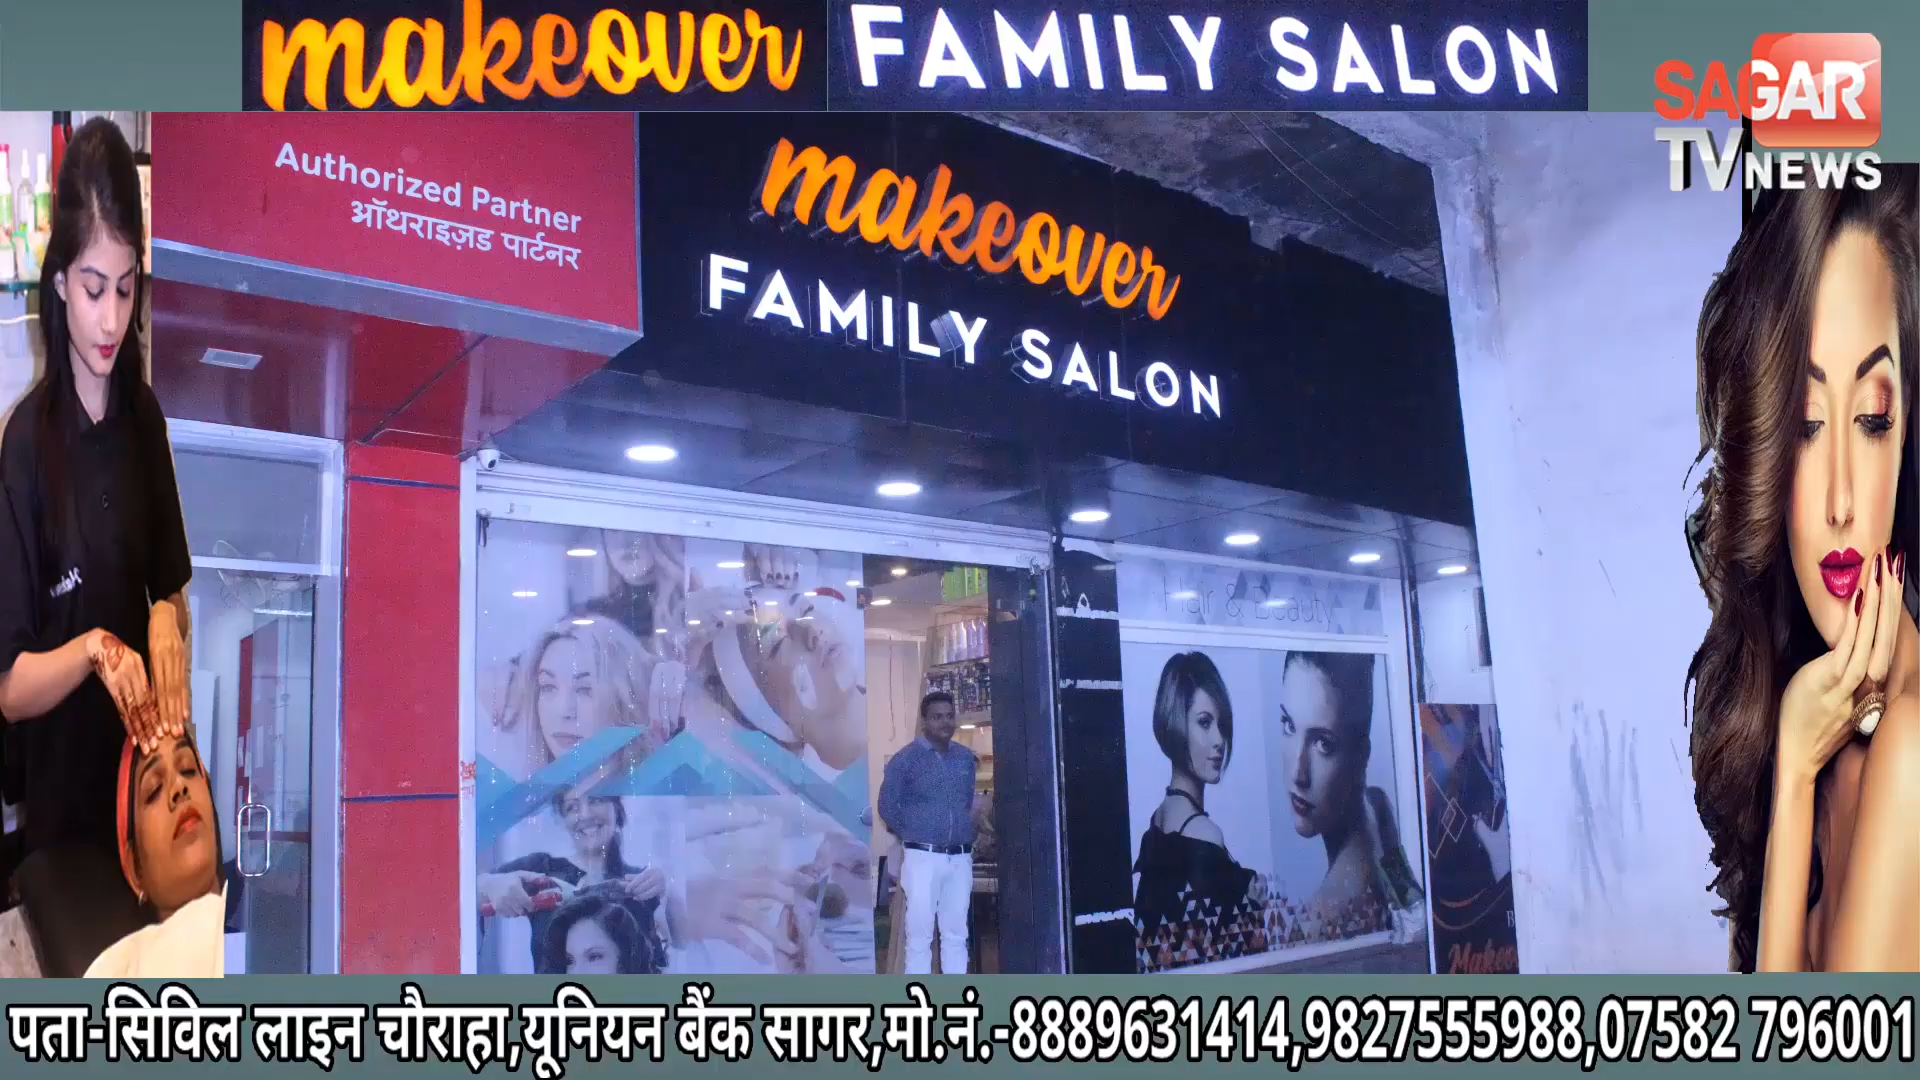 makeover FAMILY SALON
SAGAR
TV NEWS
Authorized Partner
ऑथराइज़ड पार्टनर
makeover
FAMILY SALON
Hair & Beauty
पता-सिविल लाइन चौराहा,यूनियन बैंक सागर,मो.नं.-8889631414,9827555988,07582 796001